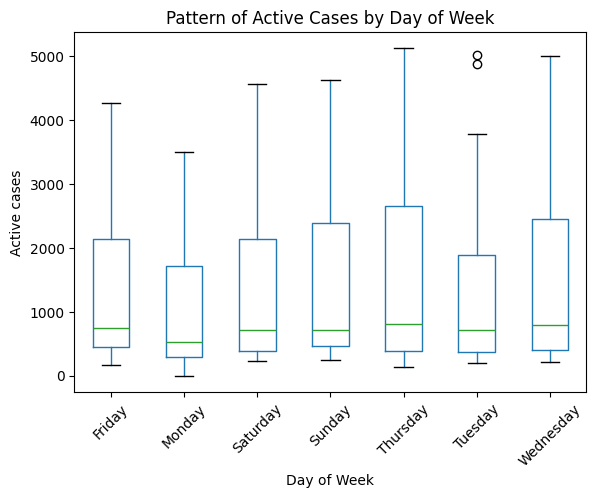 Pattern of Active Cases by Day of Week
Active cases
5000
4000
3000
2000
1000
0
Friday
Monday
Saturday
Sunday
Thursday
Tuesday
Wednesday
Day of Week